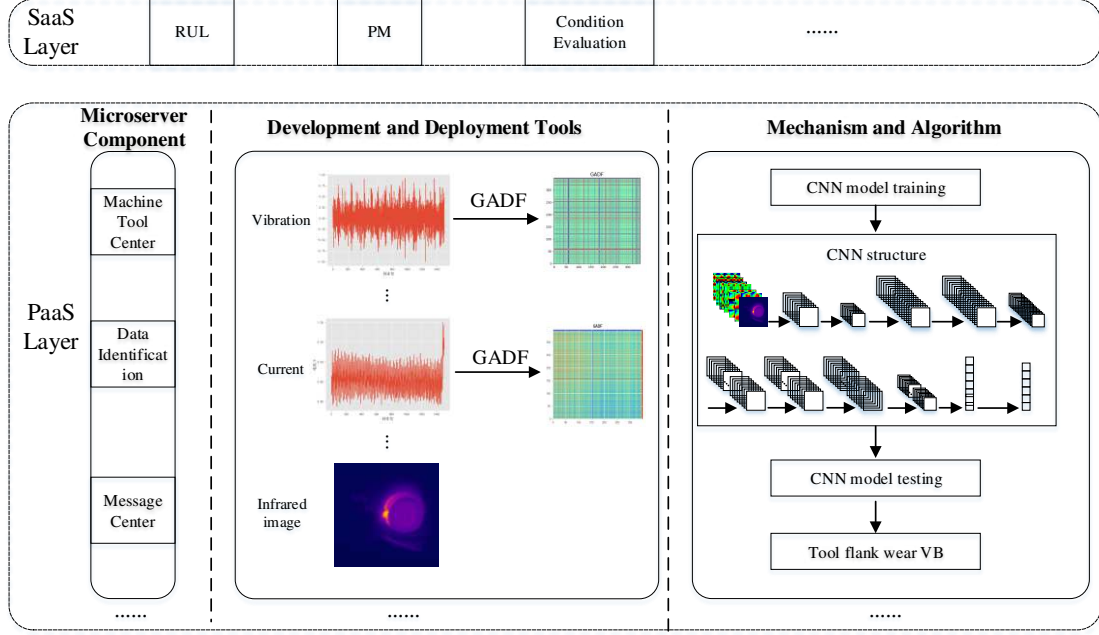 SaaS
Layer
RUL
PM
Condition
Evaluation
......
PaaS
Layer
Microserver
Component
Machine
Tool
Center
Data
Identificat
ion
Message
Center
......
Development and Deployment Tools
Vibration
GADF
GADF
...
Current
GADF
...
Infrared
image
......
Mechanism and Algorithm
CNN model training
CNN structure
CNN model testing
Tool flank wear VB
......